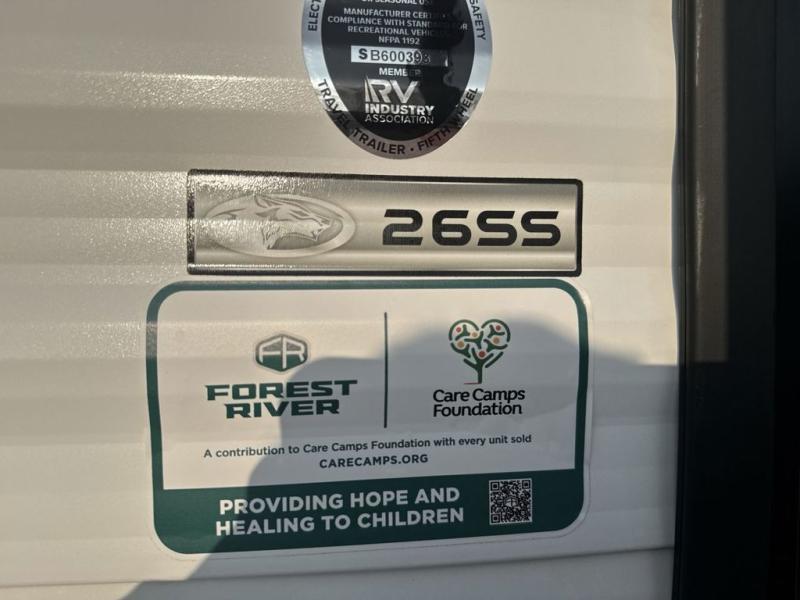 MANUFACTURER CERTIFIES
COMPLIANCE WITH STANDARD FOR
RECREATIONAL VEHICLES
NFPA 1192
MEMBER
RV
INDUSTRY
ASSOCIATION
SAFETY
TRAVEL TRAILER • FIFTH WHEEL
26SS
FR
FOREST
RIVER
Care Camps
Foundation
A contribution to Care Camps Foundation with every unit sold
CARECAMPS.ORG
PROVIDING HOPE AND
HEALING TO CHILDREN